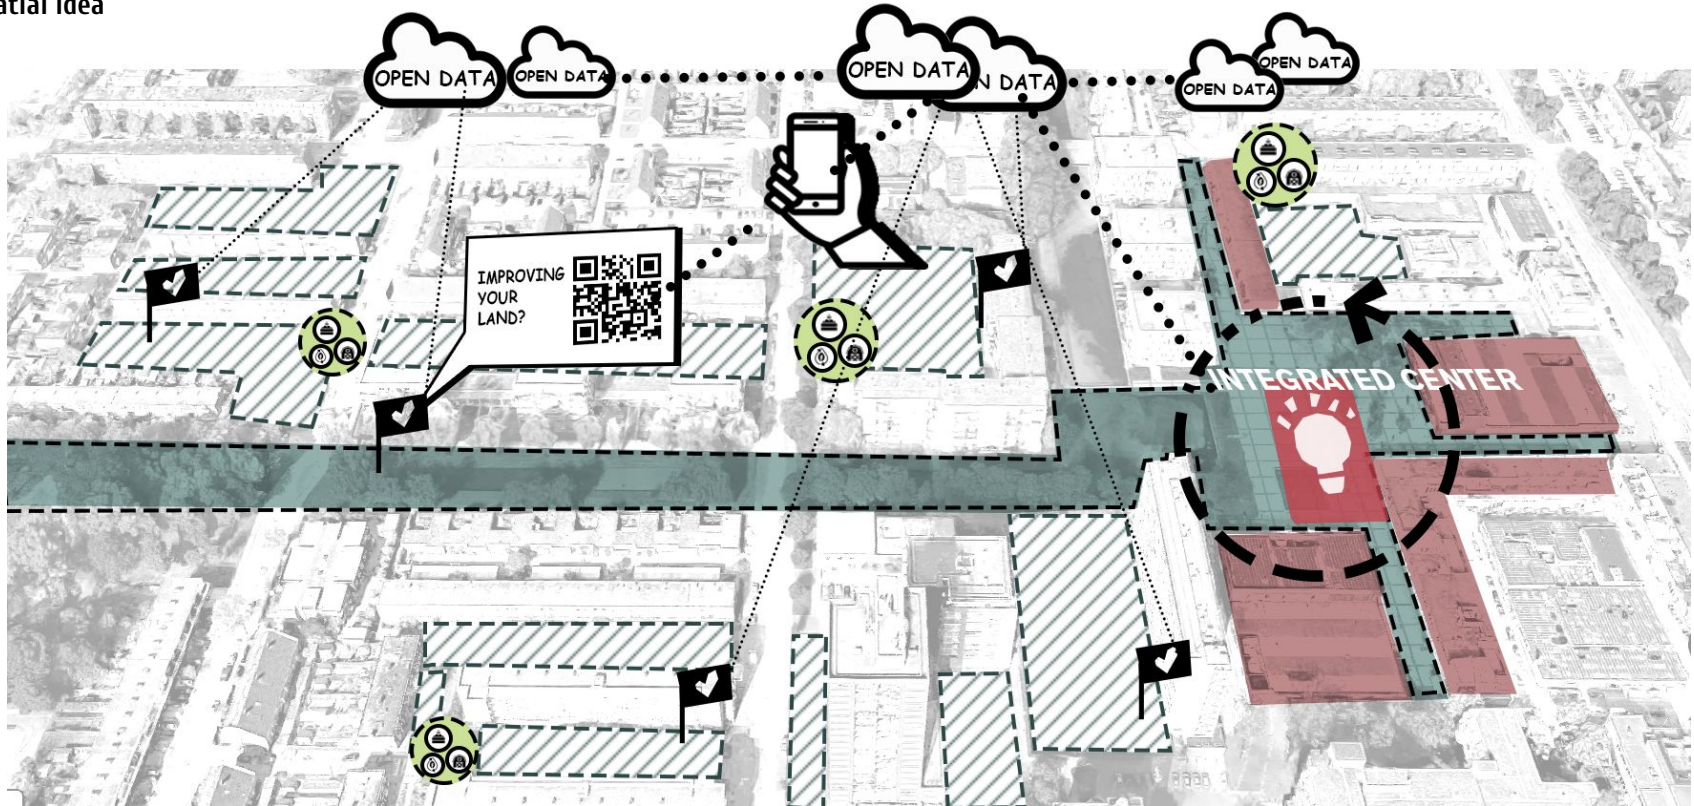 atial Idea
OPEN DATA
OPEN DATA
OPEN DATA
N DATA
OPEN DATA
OPEN DATA
IMPROVING
YOUR
LAND?
INTEGRATED CENTER